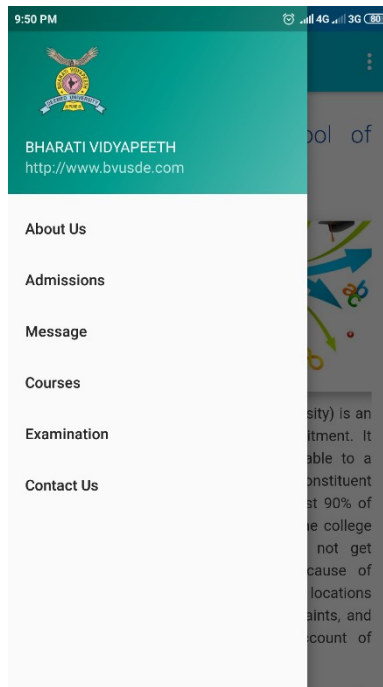 9:50 PM
4G
3G
80
BHARATI VIDYAPEETH
http://www.bvusde.com
ool of
About Us
Admissions
Message
Courses
Examination
Contact Us
sity) is an
itment. It
able to a
onstituent
st 90% of
ne college
not get
cause of
locations
aints, and
count of